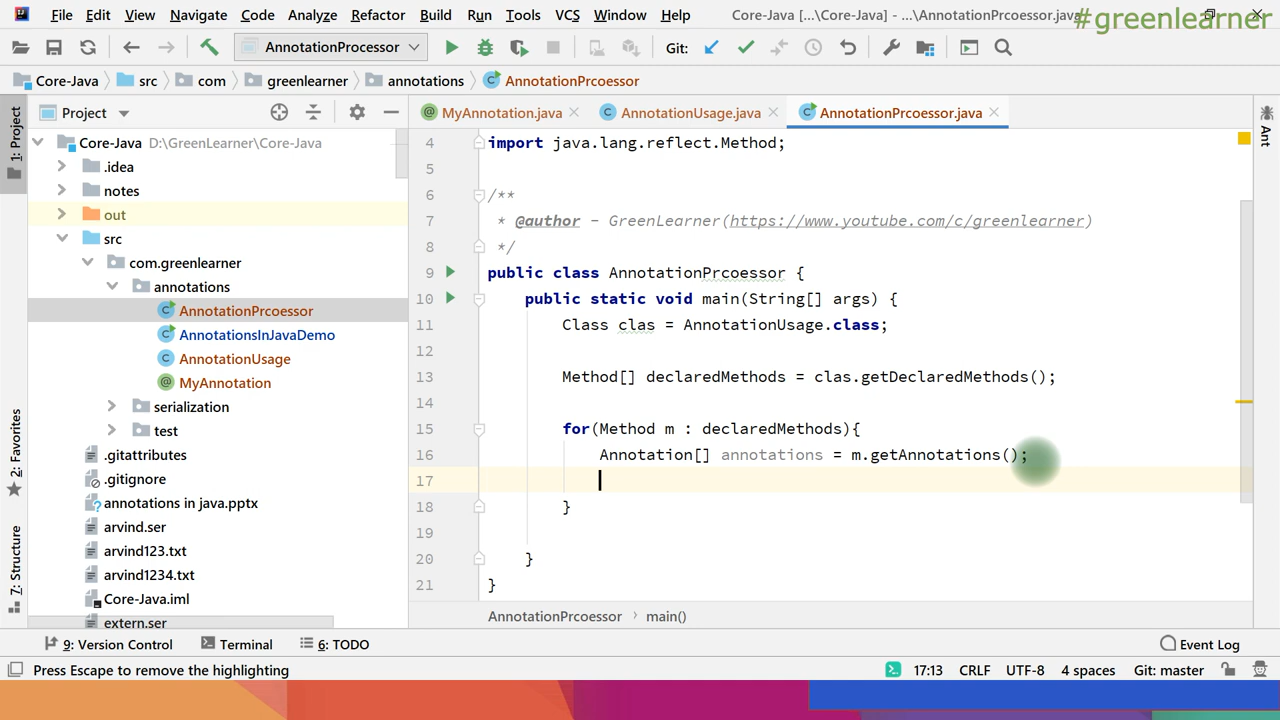 File Edit View Navigate Code Analyze Refactor Build Run Tools VCS Window Help Core-Java [...\Core-Java] - ...\AnnotationPrcoessor.java
#greenlearner
AnnotationPrcoessor Git:
Core-Java src com greenlearner annotations AnnotationPrcoessor
Project
MyAnnotation.java AnnotationUsage.java AnnotationPrcoessor.java
1: Project
2: Favorites
7: Structure
Ant
Core-Java D:\GreenLearner\Core-Java
.idea
notes
out
src
com.greenlearner
annotations
AnnotationPrcoessor
AnnotationsInJavaDemo
AnnotationUsage
MyAnnotation
serialization
test
.gitattributes
.gitignore
annotations in java.pptx
arvind.ser
arvind123.txt
arvind1234.txt
Core-Java.iml
extern.ser
4 import java.lang.reflect.Method;
5
6 /**
7 * @author - GreenLearner(https://www.youtube.com/c/greenlearner)
8 */
9 public class AnnotationPrcoessor {
10 public static void main(String[] args) {
11 Class clas = AnnotationUsage.class;
12
13 Method[] declaredMethods = clas.getDeclaredMethods();
14
15 for(Method m : declaredMethods){
16 Annotation[] annotations = m.getAnnotations();
17
18 }
19
20 }
21 }
AnnotationPrcoessor main()
9: Version Control Terminal 6: TODO Event Log
Press Escape to remove the highlighting 17:13 CRLF UTF-8 4 spaces Git: master